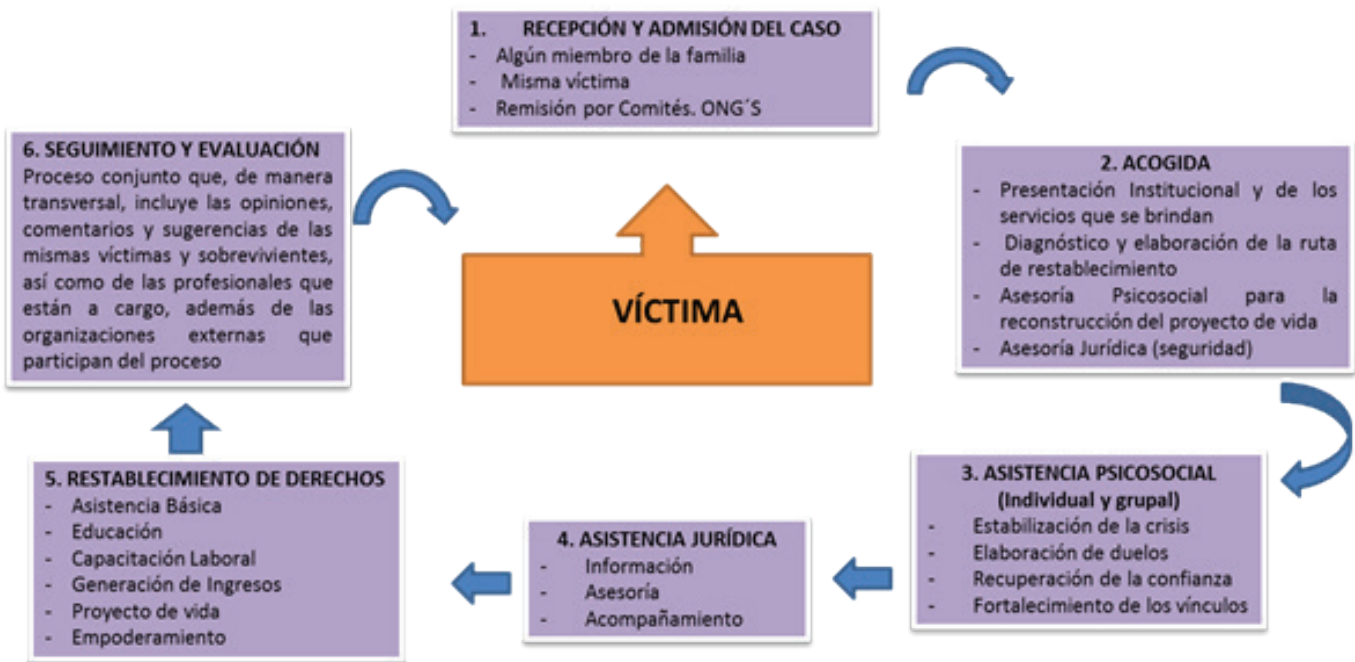 1. RECEPCIÓN Y ADMISIÓN DEL CASO
- Algún miembro de la familia
- Misma víctima
- Remisión por Comités. ONG´S
2. ACOGIDA
- Presentación Institucional y de los
servicios que se brindan
- Diagnóstico y elaboración de la ruta
de restablecimiento
- Asesoría Psicosocial para la
reconstrucción del proyecto de vida
- Asesoría Jurídica (seguridad)
3. ASISTENCIA PSICOSOCIAL
(Individual y grupal)
- Estabilización de la crisis
- Elaboración de duelos
- Recuperación de la confianza
- Fortalecimiento de los vínculos
4. ASISTENCIA JURÍDICA
- Información
- Asesoría
- Acompañamiento
5. RESTABLECIMIENTO DE DERECHOS
- Asistencia Básica
- Educación
- Capacitación Laboral
- Generación de Ingresos
- Proyecto de vida
- Empoderamiento
6. SEGUIMIENTO Y EVALUACIÓN
Proceso conjunto que, de manera
transversal, incluye las opiniones,
comentarios y sugerencias de las
mismas víctimas y sobrevivientes,
así como de las profesionales que
están a cargo, además de las
organizaciones externas que
participan del proceso
VÍCTIMA